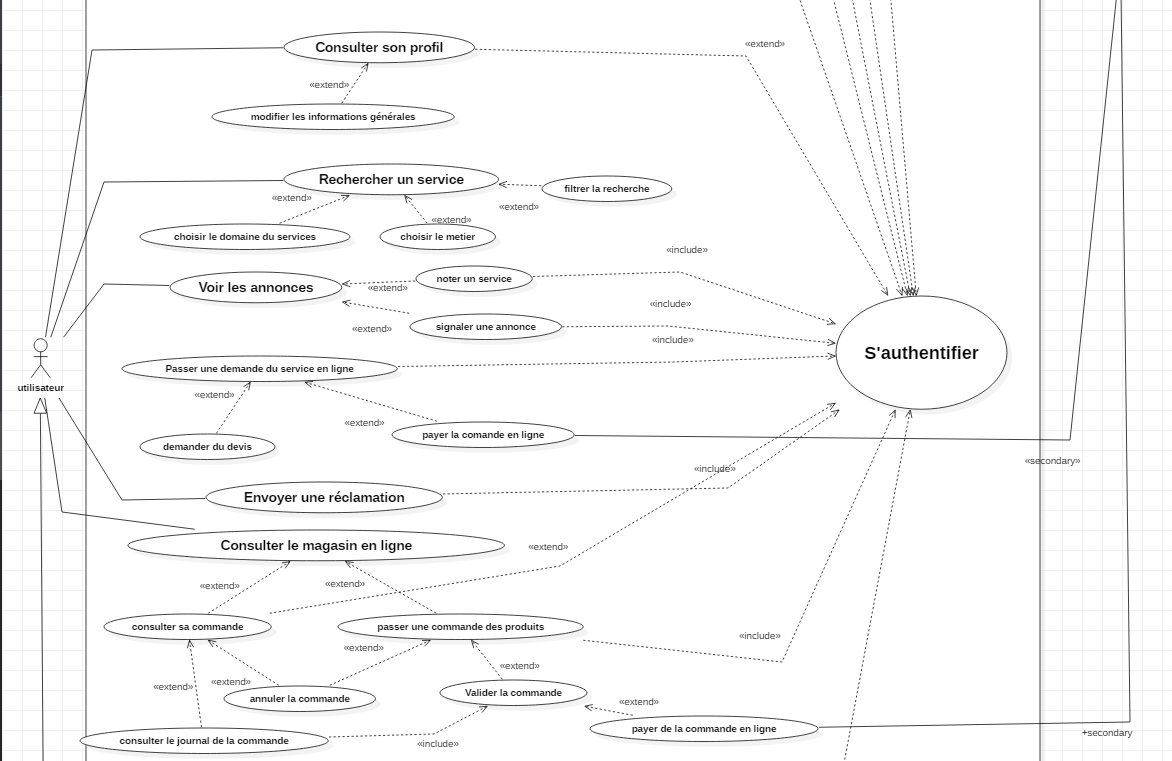 Consulter son profil
«extend»
«extend»
modifier les informations générales
Rechercher un service
filtrer la recherche
«extend»
«extend»
«extend»
choisir le domaine du services
choisir le metier
«include»
Voir les annonces
noter un service
«extend»
«include»
«extend»
signaler une annonce
«include»
S'authentifier
Passer une demande du service en ligne
utilisateur
«extend»
«extend»
payer la comande en ligne
demander du devis
«secondary»
«include»
Envoyer une réclamation
Consulter le magasin en ligne
«extend»
«extend»
«extend»
consulter sa commande
passer une commande des produits
«include»
«extend»
«extend»
«extend»
«extend»
annuler la commande
Valider la commande
«extend»
payer de la commande en ligne
+secondary
consulter le journal de la commande
«include»